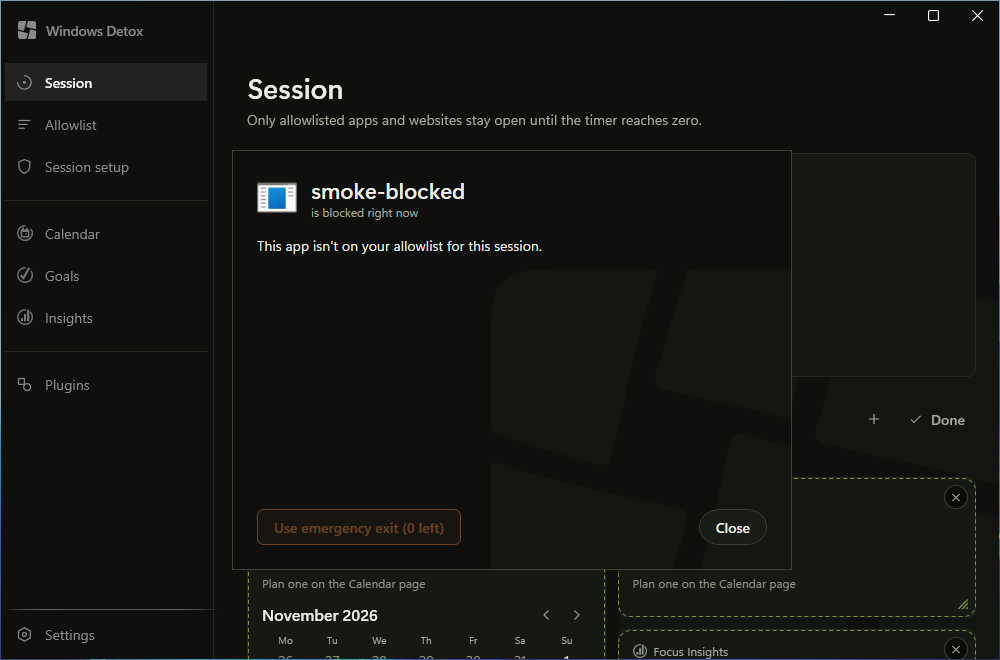 Windows Detox
Session
Allowlist
Session setup
Calendar
Goals
Insights
Plugins
Settings
Session
Only allowlisted apps and websites stay open until the timer reaches zero.
smoke-blocked
is blocked right now
This app isn't on your allowlist for this session.
Use emergency exit (0 left)
Close
Done
Plan one on the Calendar page
November 2026
Mo Tu We Th Fr Sa Su
Plan one on the Calendar page
Focus Insights